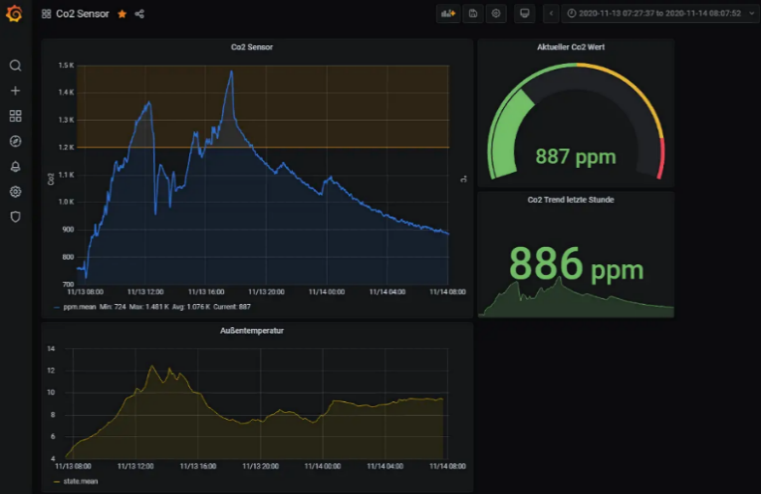 Co2 Sensor
2020-11-13 07:27:37 to 2020-11-14 08:07:52
Co2 Sensor
1.5 K
1.4 K
1.3 K
1.2 K
1.1 K
1.0 K
900
800
700
Co2
11/13 08:00 11/13 12:00 11/13 16:00 11/13 20:00 11/14 00:00 11/14 04:00 11/14 08:00
ppm.mean Min: 724 Max: 1.481 K Avg: 1.076 K Current: 887
Aktueller Co2 Wert
887 ppm
Co2 Trend letzte Stunde
886 ppm
Außentemperatur
14
12
10
8
6
4
11/13 08:00 11/13 12:00 11/13 16:00 11/13 20:00 11/14 00:00 11/14 04:00 11/14 08:00
state.mean